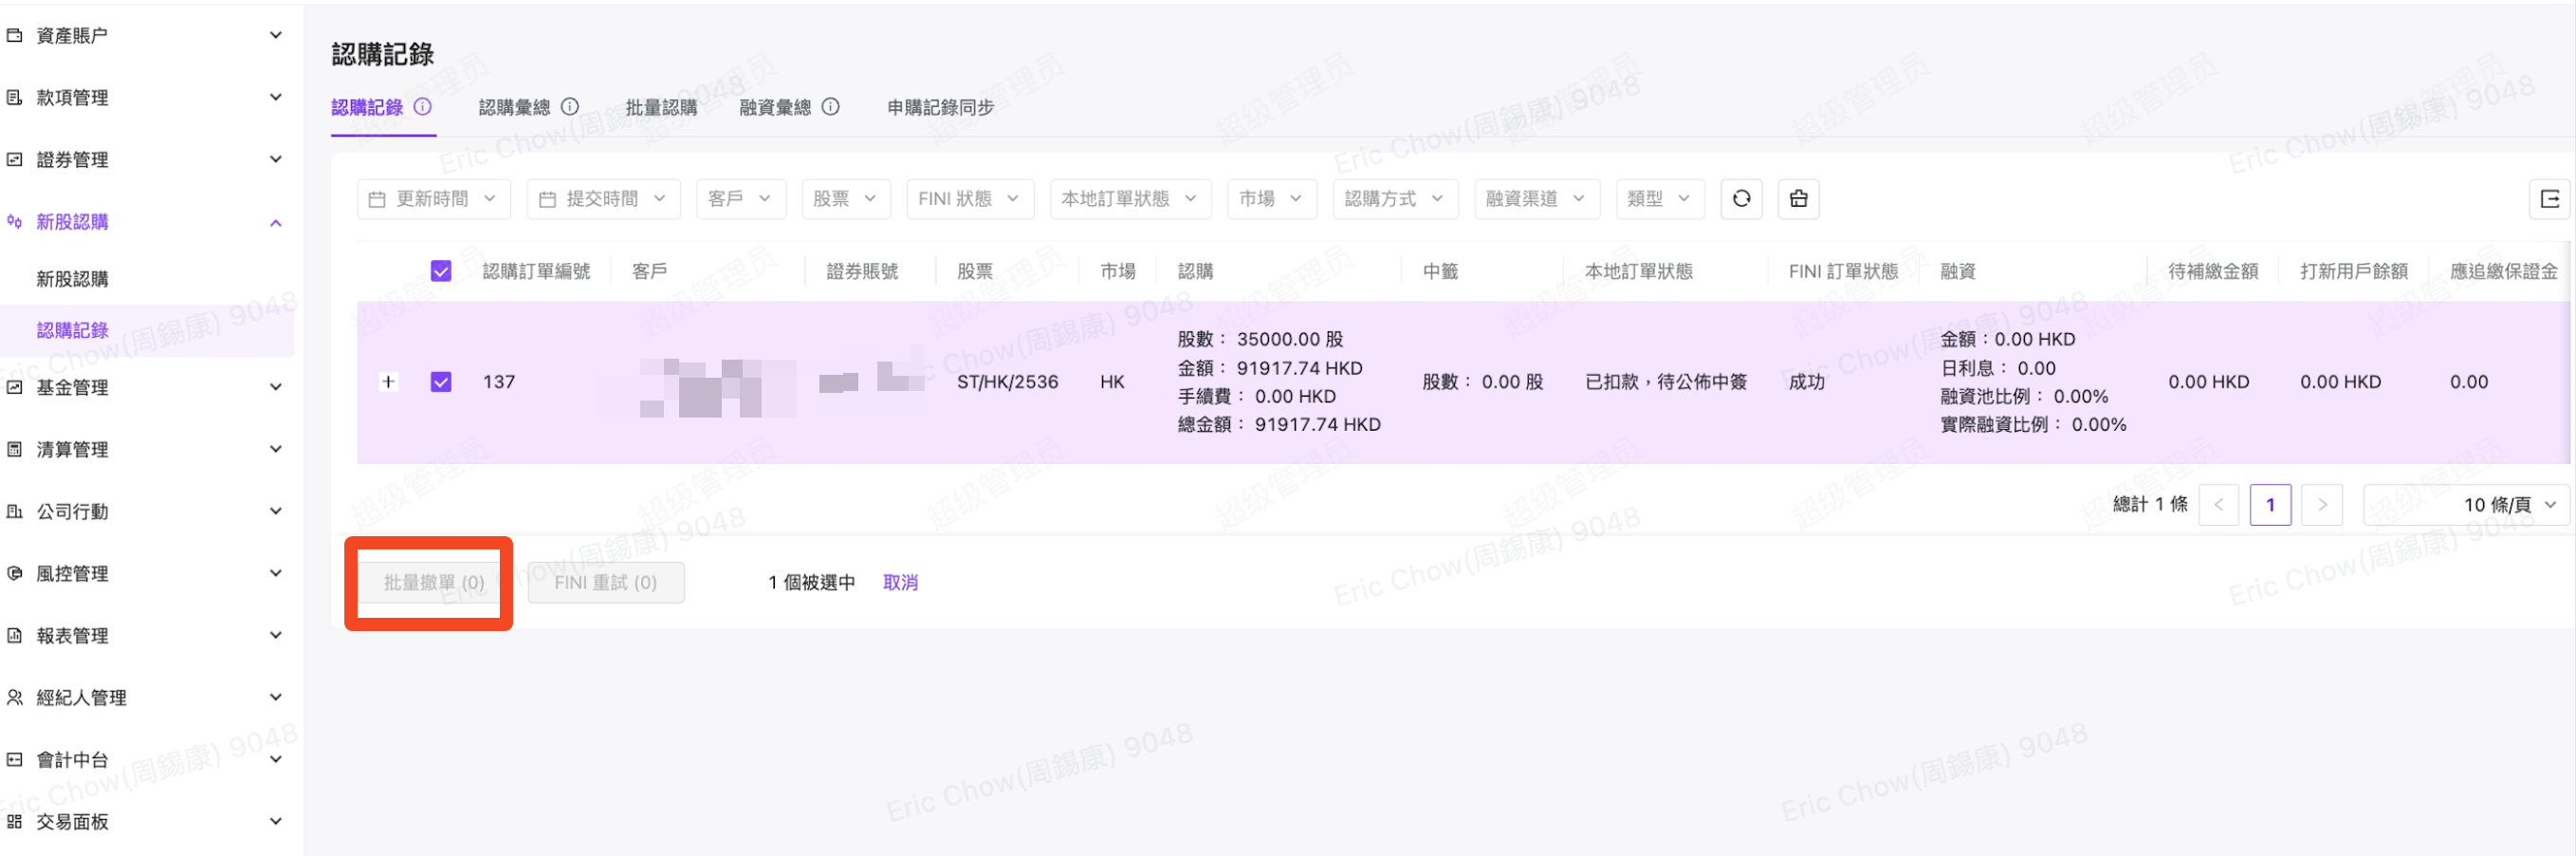 資產賬户
款項管理
證券管理
新股認購
新股認購
認購記錄
基金管理
清算管理
公司行動
風控管理
報表管理
經紀人管理
會計中台
交易面板
認購記錄
認購記錄 認購彙總 批量認購 融資彙總 申購記錄同步
更新時間 提交時間 客戶 股票 FINI 狀態 本地訂單狀態 市場 認購方式 融資渠道 類型
認購訂單編號 客戶 證券賬號 股票 市場 認購 中籤 本地訂單狀態 FINI 訂單狀態 融資 待補繳金額 打新用戶餘額 應追繳保證金
137 ST/HK/2536 HK
股數： 35000.00 股
金額： 91917.74 HKD
手續費： 0.00 HKD
總金額： 91917.74 HKD
股數： 0.00 股
已扣款，待公佈中簽
成功
金額：0.00 HKD
日利息： 0.00
融資池比例： 0.00%
實際融資比例： 0.00%
0.00 HKD 0.00 HKD 0.00
總計 1 條 < 1 > 10 條/頁
批量撤單 (0) FINI 重試 (0) 1 個被選中 取消
超级管理员
Eric Chow(周錫康) 9048